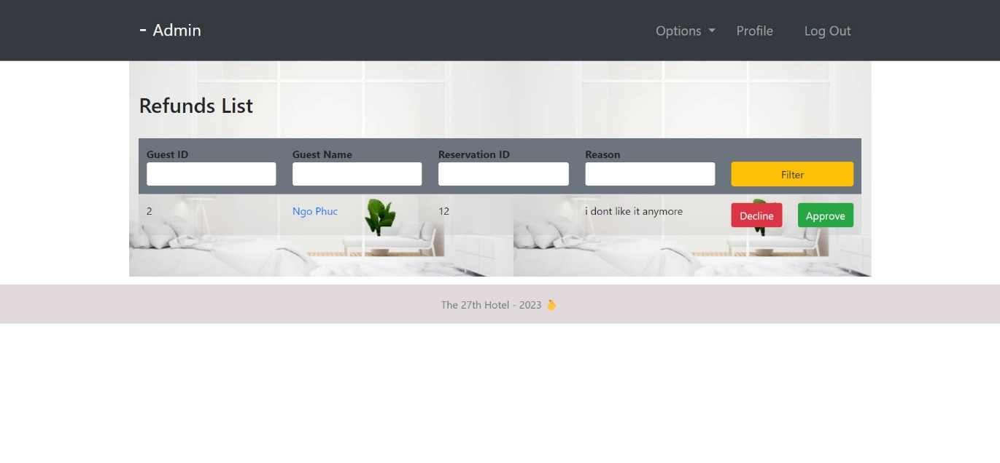 - Admin
Options
Profile
Log Out
Refunds List
Guest ID
Guest Name
Reservation ID
Reason
Filter
2
Ngo Phuc
12
i dont like it anymore
Decline
Approve
The 27th Hotel - 2023